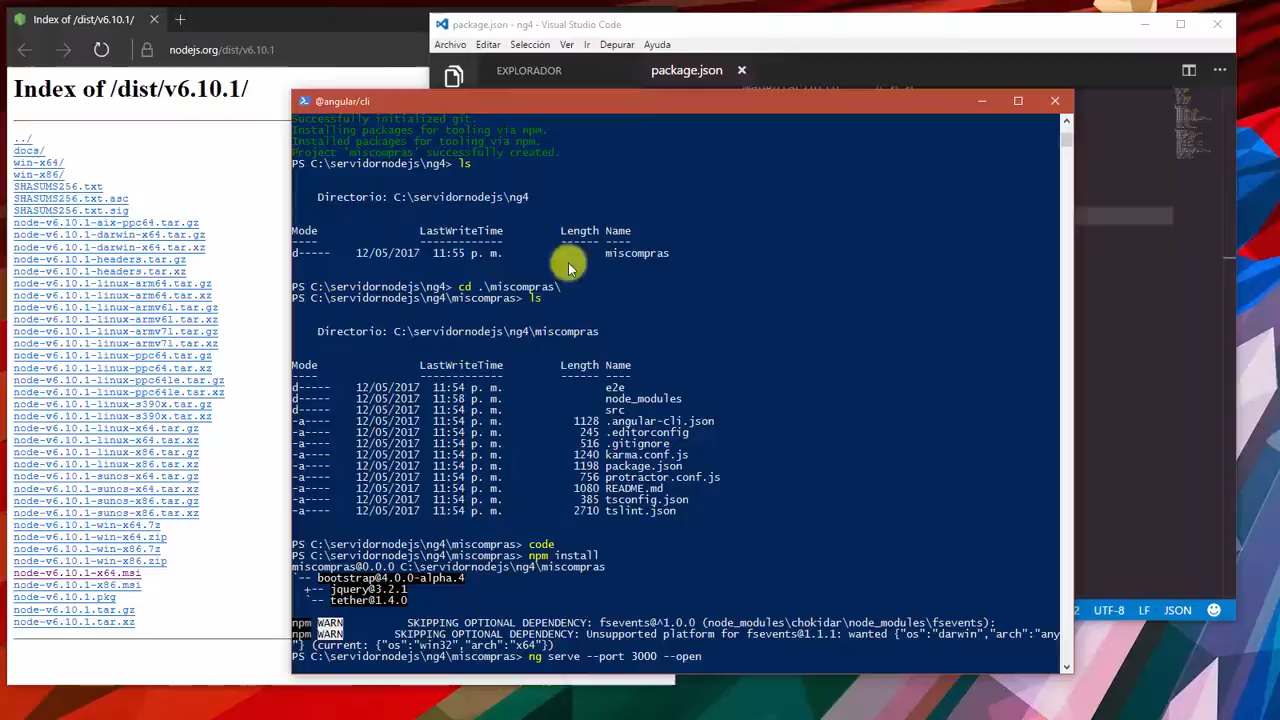 Index of /dist/v6.10.1/
nodejs.org/dist/v6.10.1
Index of /dist/v6.10.1/
../
docs/
win-x64/
win-x86/
SHASUMS256.txt
SHASUMS256.txt.asc
SHASUMS256.txt.sig
node-v6.10.1-aix-ppc64.tar.gz
node-v6.10.1-darwin-x64.tar.gz
node-v6.10.1-darwin-x64.tar.xz
node-v6.10.1-headers.tar.gz
node-v6.10.1-headers.tar.xz
node-v6.10.1-linux-arm64.tar.gz
node-v6.10.1-linux-arm64.tar.xz
node-v6.10.1-linux-armv6l.tar.gz
node-v6.10.1-linux-armv6l.tar.xz
node-v6.10.1-linux-armv7l.tar.gz
node-v6.10.1-linux-armv7l.tar.xz
node-v6.10.1-linux-ppc64.tar.gz
node-v6.10.1-linux-ppc64.tar.xz
node-v6.10.1-linux-ppc64le.tar.gz
node-v6.10.1-linux-ppc64le.tar.xz
node-v6.10.1-linux-s390x.tar.gz
node-v6.10.1-linux-s390x.tar.xz
node-v6.10.1-linux-x64.tar.gz
node-v6.10.1-linux-x64.tar.xz
node-v6.10.1-linux-x86.tar.gz
node-v6.10.1-linux-x86.tar.xz
node-v6.10.1-sunos-x64.tar.gz
node-v6.10.1-sunos-x64.tar.xz
node-v6.10.1-sunos-x86.tar.gz
node-v6.10.1-sunos-x86.tar.xz
node-v6.10.1-win-x64.7z
node-v6.10.1-win-x64.zip
node-v6.10.1-win-x86.7z
node-v6.10.1-win-x86.zip
node-v6.10.1-x64.msi
node-v6.10.1-x86.msi
node-v6.10.1.pkg
node-v6.10.1.tar.gz
node-v6.10.1.tar.xz
package.json - ng4 - Visual Studio Code
Archivo Editar Selección Ver Ir Depurar Ayuda
EXPLORADOR package.json
@angular/cli
Successfully initialized git.
Installing packages for tooling via npm.
Installed packages for tooling via npm.
Project 'miscompras' successfully created.
PS C:\servidornodejs\ng4> ls
Directorio: C:\servidornodejs\ng4
Mode LastWriteTime Length Name
---- ------------- ------ ----
d----- 12/05/2017 11:55 p. m. miscompras
PS C:\servidornodejs\ng4> cd .\miscompras\
PS C:\servidornodejs\ng4\miscompras> ls
Directorio: C:\servidornodejs\ng4\miscompras
Mode LastWriteTime Length Name
---- ------------- ------ ----
d----- 12/05/2017 11:54 p. m. e2e
d----- 12/05/2017 11:58 p. m. node_modules
d----- 12/05/2017 11:54 p. m. src
-a---- 12/05/2017 11:54 p. m. 1128 .angular-cli.json
-a---- 12/05/2017 11:54 p. m. 245 .editorconfig
-a---- 12/05/2017 11:54 p. m. 516 .gitignore
-a---- 12/05/2017 11:54 p. m. 1240 karma.conf.js
-a---- 12/05/2017 11:54 p. m. 1198 package.json
-a---- 12/05/2017 11:54 p. m. 756 protractor.conf.js
-a---- 12/05/2017 11:54 p. m. 1080 README.md
-a---- 12/05/2017 11:54 p. m. 385 tsconfig.json
-a---- 12/05/2017 11:54 p. m. 2710 tslint.json
PS C:\servidornodejs\ng4\miscompras> code
PS C:\servidornodejs\ng4\miscompras> npm install
miscompras@0.0.0 C:\servidornodejs\ng4\miscompras
`-- bootstrap@4.0.0-alpha.4
+-- jquery@3.2.1
`-- tether@1.4.0
npm WARN SKIPPING OPTIONAL DEPENDENCY: fsevents@^1.0.0 (node_modules\chokidar\node_modules\fsevents):
npm WARN SKIPPING OPTIONAL DEPENDENCY: Unsupported platform for fsevents@1.1.1: wanted {"os":"darwin","arch":"any"
"} (current: {"os":"win32","arch":"x64"})
PS C:\servidornodejs\ng4\miscompras> ng serve --port 3000 --open
2 UTF-8 LF JSON